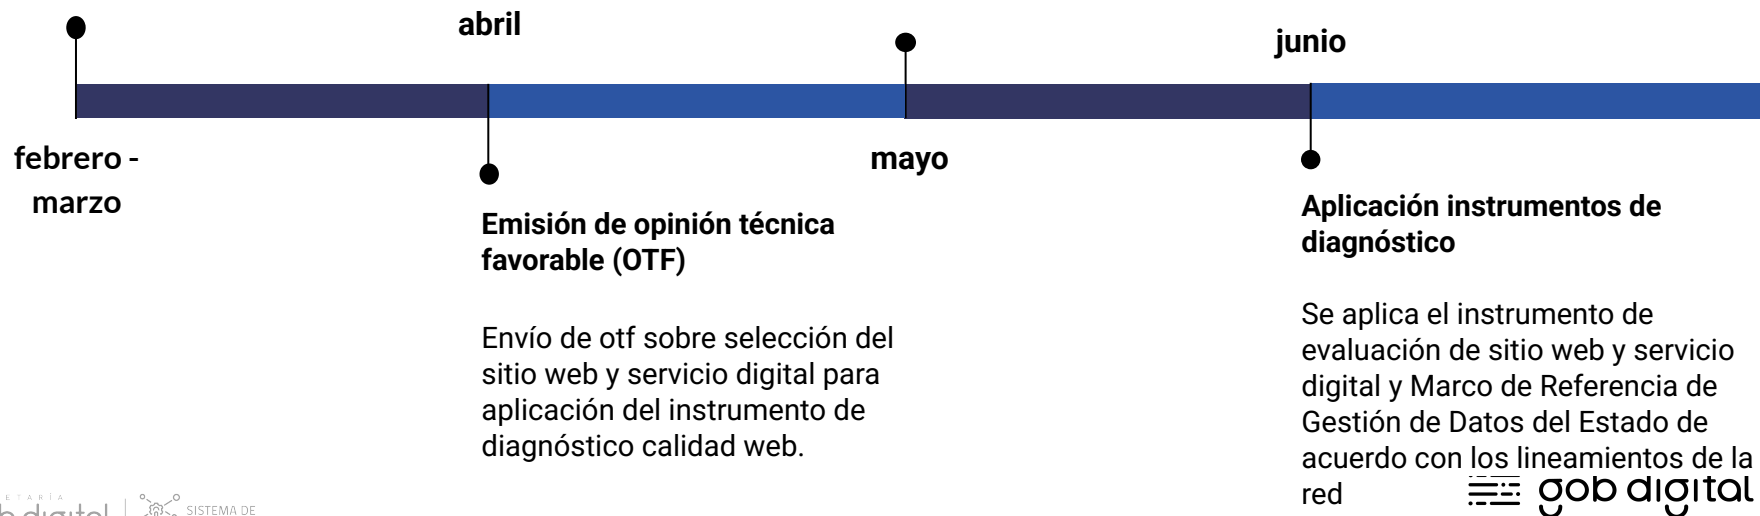 abril
junio
febrero -
marzo
mayo
Emisión de opinión técnica
favorable (OTF)
Envío de otf sobre selección del
sitio web y servicio digital para
aplicación del instrumento de
diagnóstico calidad web.
Aplicación instrumentos de
diagnóstico
Se aplica el instrumento de
evaluación de sitio web y servicio
digital y Marco de Referencia de
Gestión de Datos del Estado de
acuerdo con los lineamientos de la
red
gob digital
SISTEMA DE